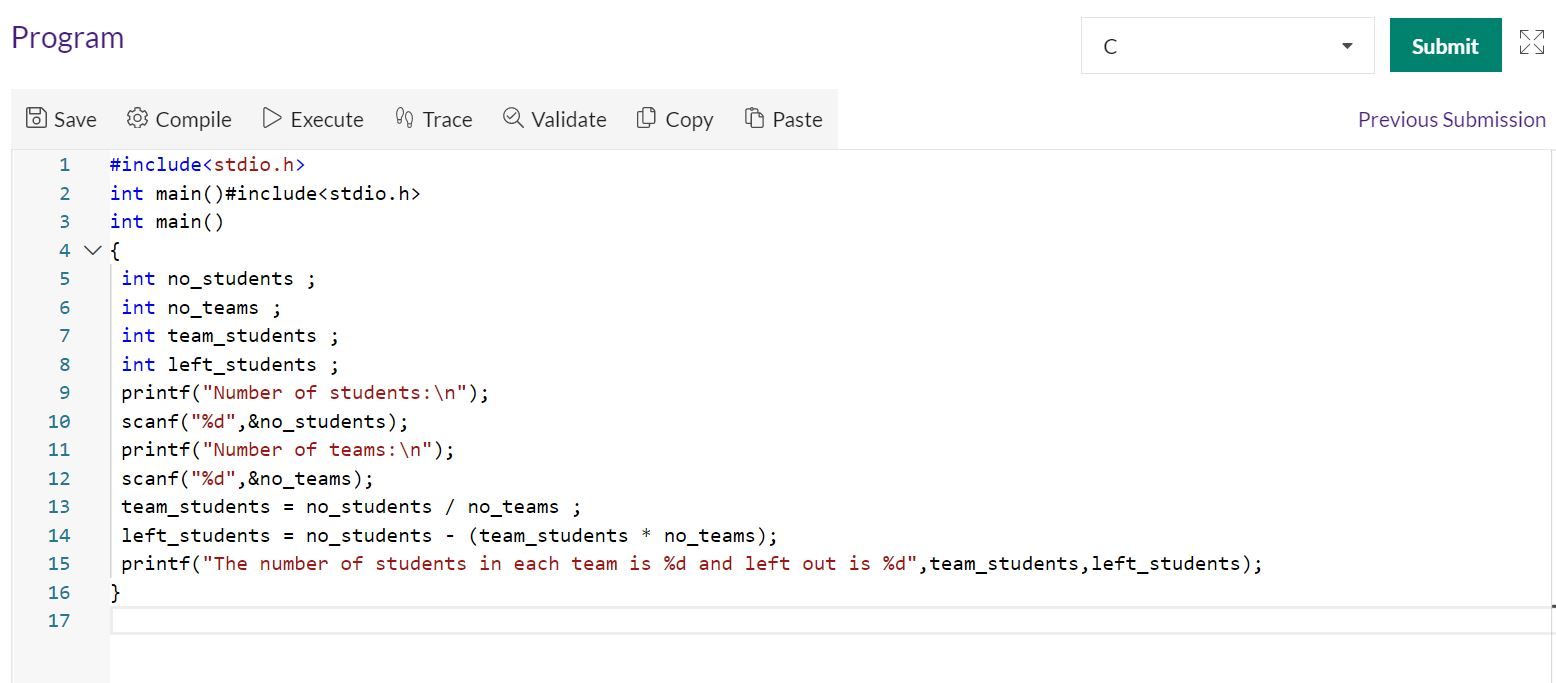 Program
C
Submit
Save Compile Execute Trace Validate Copy Paste
Previous Submission
1 #include<stdio.h>
2 int main()#include<stdio.h>
3 int main()
4 {
5 int no_students ;
6 int no_teams ;
7 int team_students ;
8 int left_students ;
9 printf("Number of students:\n");
10 scanf("%d",&no_students);
11 printf("Number of teams:\n");
12 scanf("%d",&no_teams);
13 team_students = no_students / no_teams ;
14 left_students = no_students - (team_students * no_teams);
15 printf("The number of students in each team is %d and left out is %d",team_students,left_students);
16 }
17